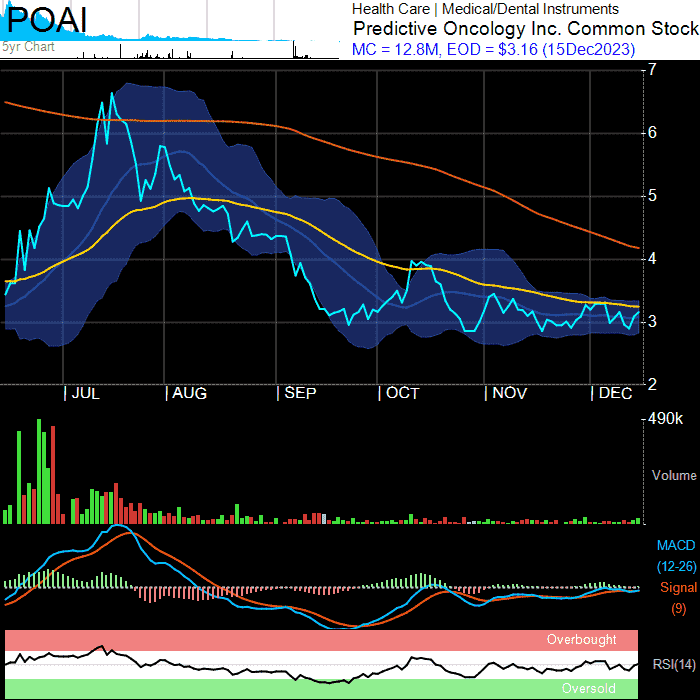 POAI
5yr Chart
Health Care | Medical/Dental Instruments
Predictive Oncology Inc. Common Stock
MC = 12.8M, EOD = $3.16 (15Dec2023)
7
6
5
4
3
2
| JUL | AUG | SEP | OCT | NOV | DEC
490k
Volume
MACD
(12-26)
Signal
(9)
Overbought
RSI(14)
Oversold